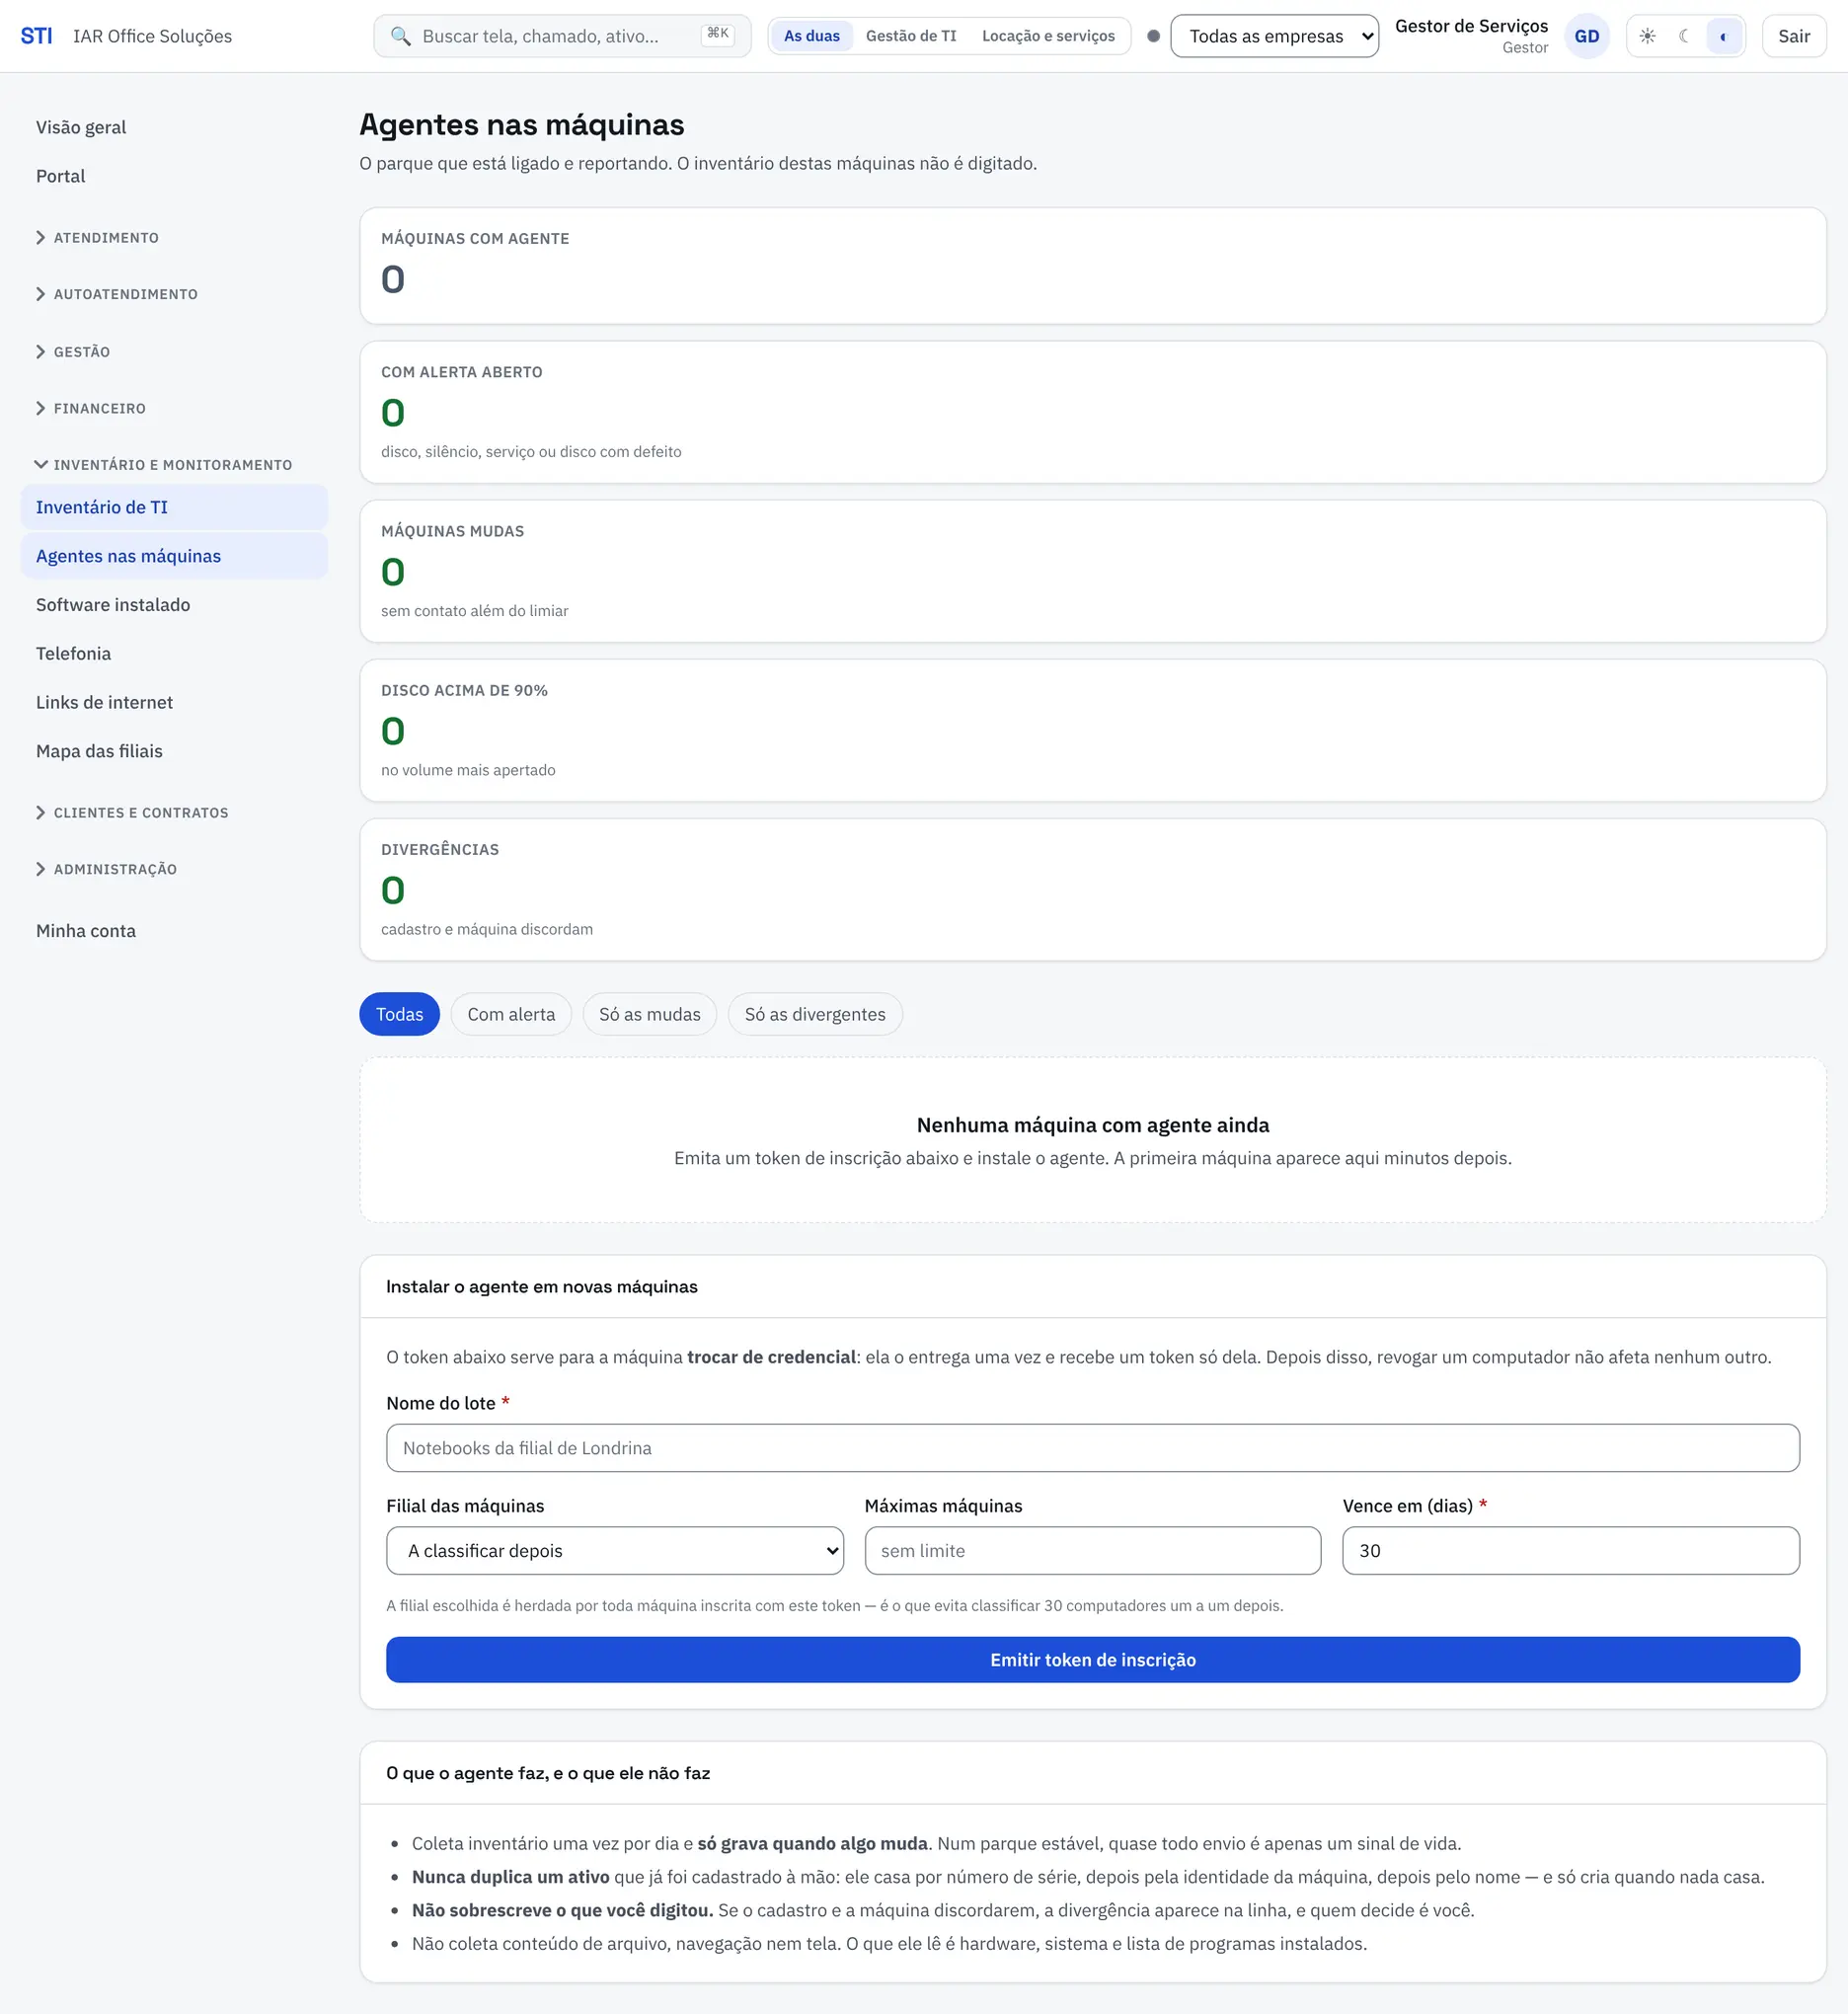 STI IAR Office Soluções
Buscar tela, chamado, ativo... ⌘K
As duas Gestão de TI Locação e serviços
Todas as empresas
Gestor de Serviços
Gestor
GD
Sair
Visão geral
Portal
ATENDIMENTO
AUTOATENDIMENTO
GESTÃO
FINANCEIRO
INVENTÁRIO E MONITORAMENTO
Inventário de TI
Agentes nas máquinas
Software instalado
Telefonia
Links de internet
Mapa das filiais
CLIENTES E CONTRATOS
ADMINISTRAÇÃO
Minha conta
Agentes nas máquinas
O parque que está ligado e reportando. O inventário destas máquinas não é digitado.
MÁQUINAS COM AGENTE
0
COM ALERTA ABERTO
0
disco, silêncio, serviço ou disco com defeito
MÁQUINAS MUDAS
0
sem contato além do limiar
DISCO ACIMA DE 90%
0
no volume mais apertado
DIVERGÊNCIAS
0
cadastro e máquina discordam
Todas Com alerta Só as mudas Só as divergentes
Nenhuma máquina com agente ainda
Emita um token de inscrição abaixo e instale o agente. A primeira máquina aparece aqui minutos depois.
Instalar o agente em novas máquinas
O token abaixo serve para a máquina trocar de credencial: ela o entrega uma vez e recebe um token só dela. Depois disso, revogar um computador não afeta nenhum outro.
Nome do lote *
Notebooks da filial de Londrina
Filial das máquinas Máximas máquinas Vence em (dias) *
A classificar depois sem limite 30
A filial escolhida é herdada por toda máquina inscrita com este token — é o que evita classificar 30 computadores um a um depois.
Emitir token de inscrição
O que o agente faz, e o que ele não faz
• Coleta inventário uma vez por dia e só grava quando algo muda. Num parque estável, quase todo envio é apenas um sinal de vida.
• Nunca duplica um ativo que já foi cadastrado à mão: ele casa por número de série, depois pela identidade da máquina, depois pelo nome — e só cria quando nada casa.
• Não sobrescreve o que você digitou. Se o cadastro e a máquina discordarem, a divergência aparece na linha, e quem decide é você.
• Não coleta conteúdo de arquivo, navegação nem tela. O que ele lê é hardware, sistema e lista de programas instalados.